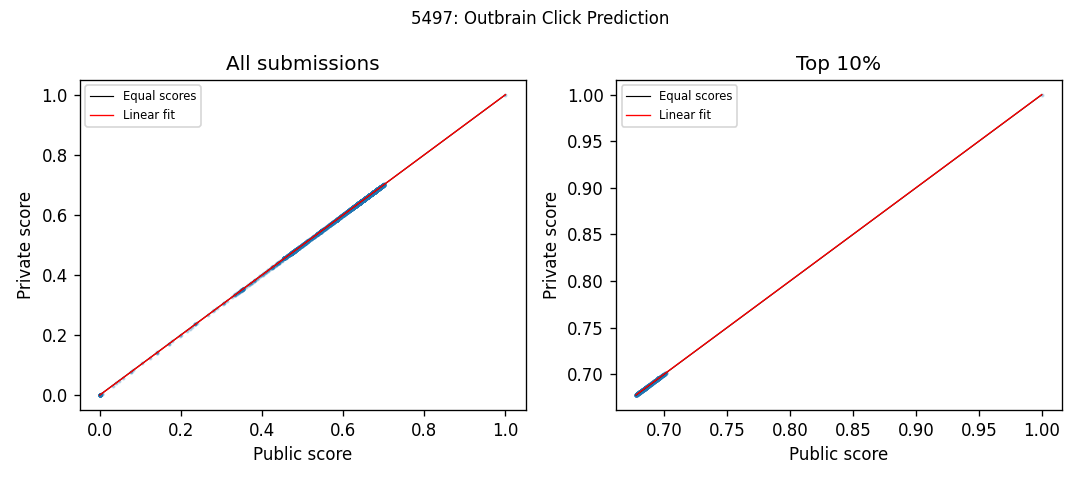 5497: Outbrain Click Prediction
All submissions
Equal scores
Linear fit
1.0
0.8
0.6
0.4
0.2
0.0
Private score
0.0 0.2 0.4 0.6 0.8 1.0
Public score
Top 10%
Equal scores
Linear fit
1.00
0.95
0.90
0.85
0.80
0.75
0.70
Private score
0.70 0.75 0.80 0.85 0.90 0.95 1.00
Public score